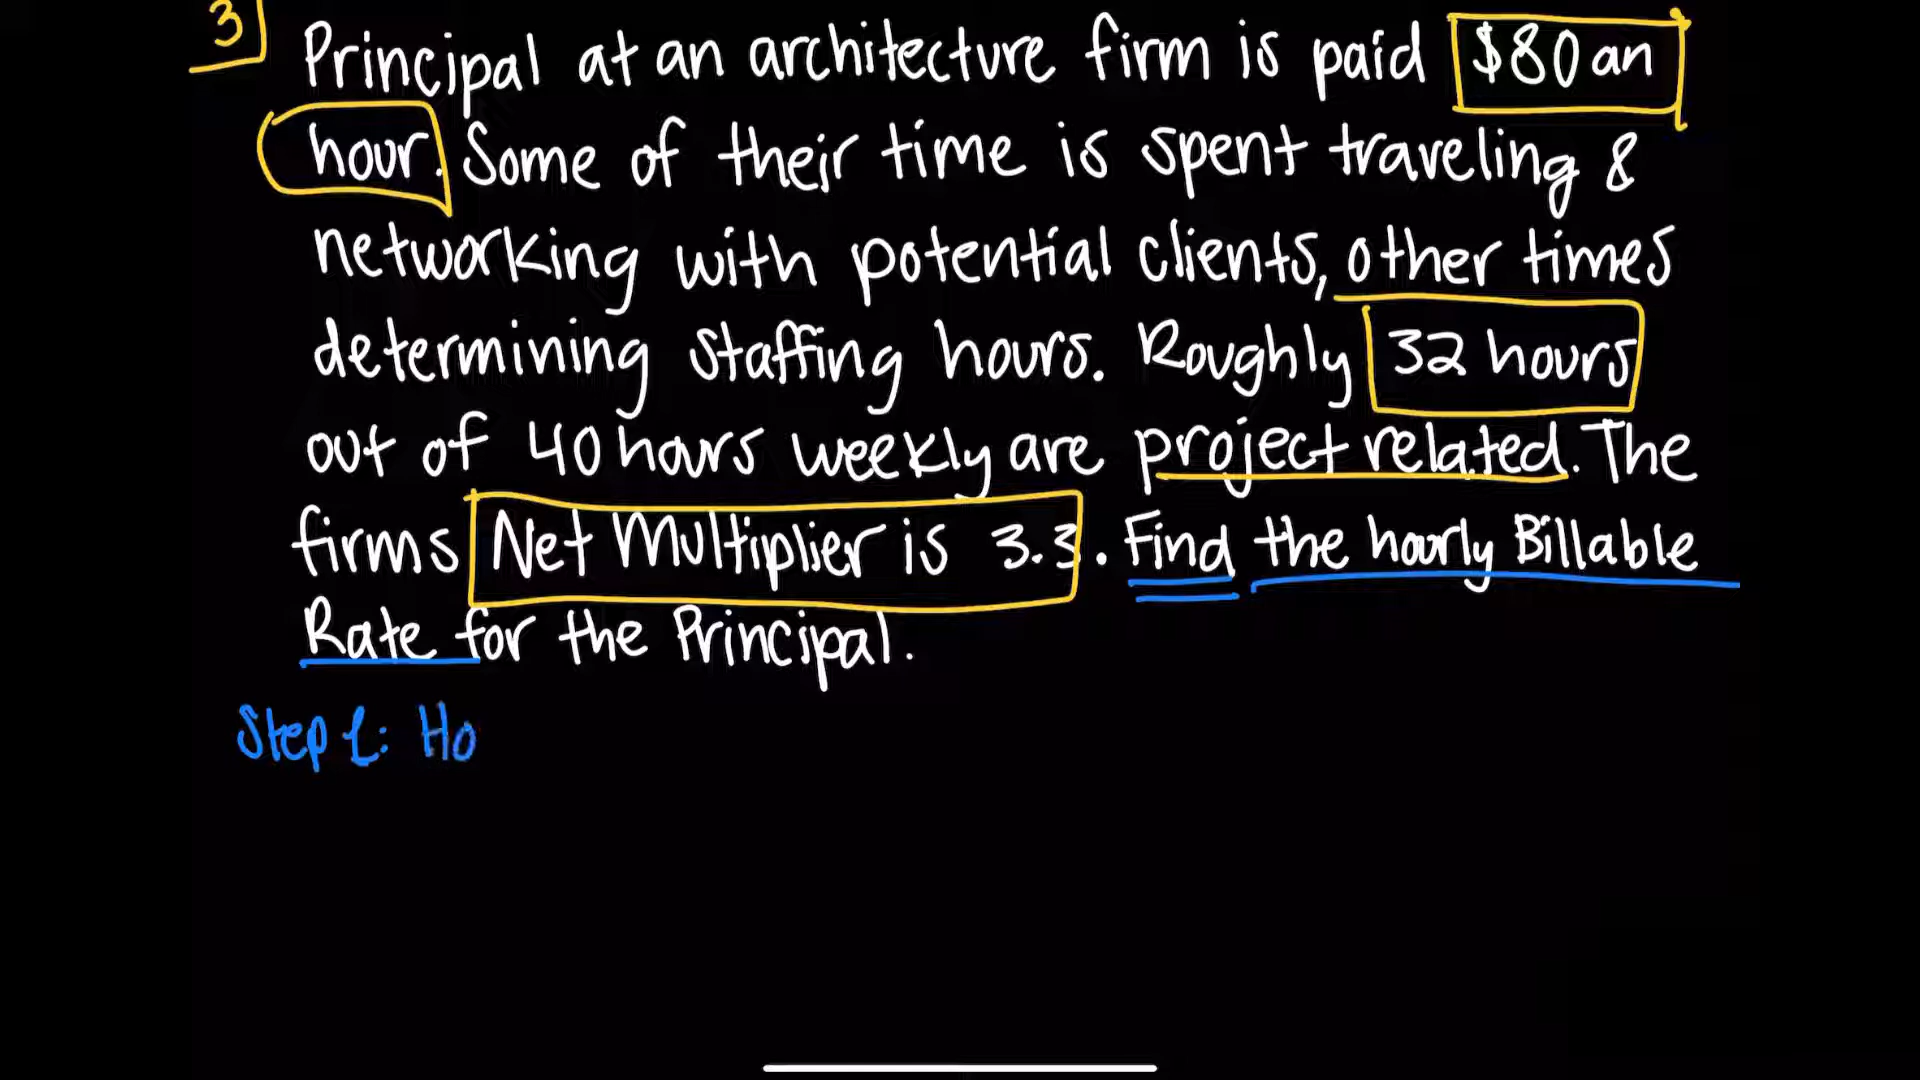 3
Principal at an architecture firm is paid $80 an
hour. Some of their time is spent traveling &
networking with potential clients, other times
determining staffing hours. Roughly 32 hours
out of 40 hours weekly are project related. The
firms Net Multiplier is 3.3. Find the hourly Billable
Rate for the Principal.
Step 1: Ho